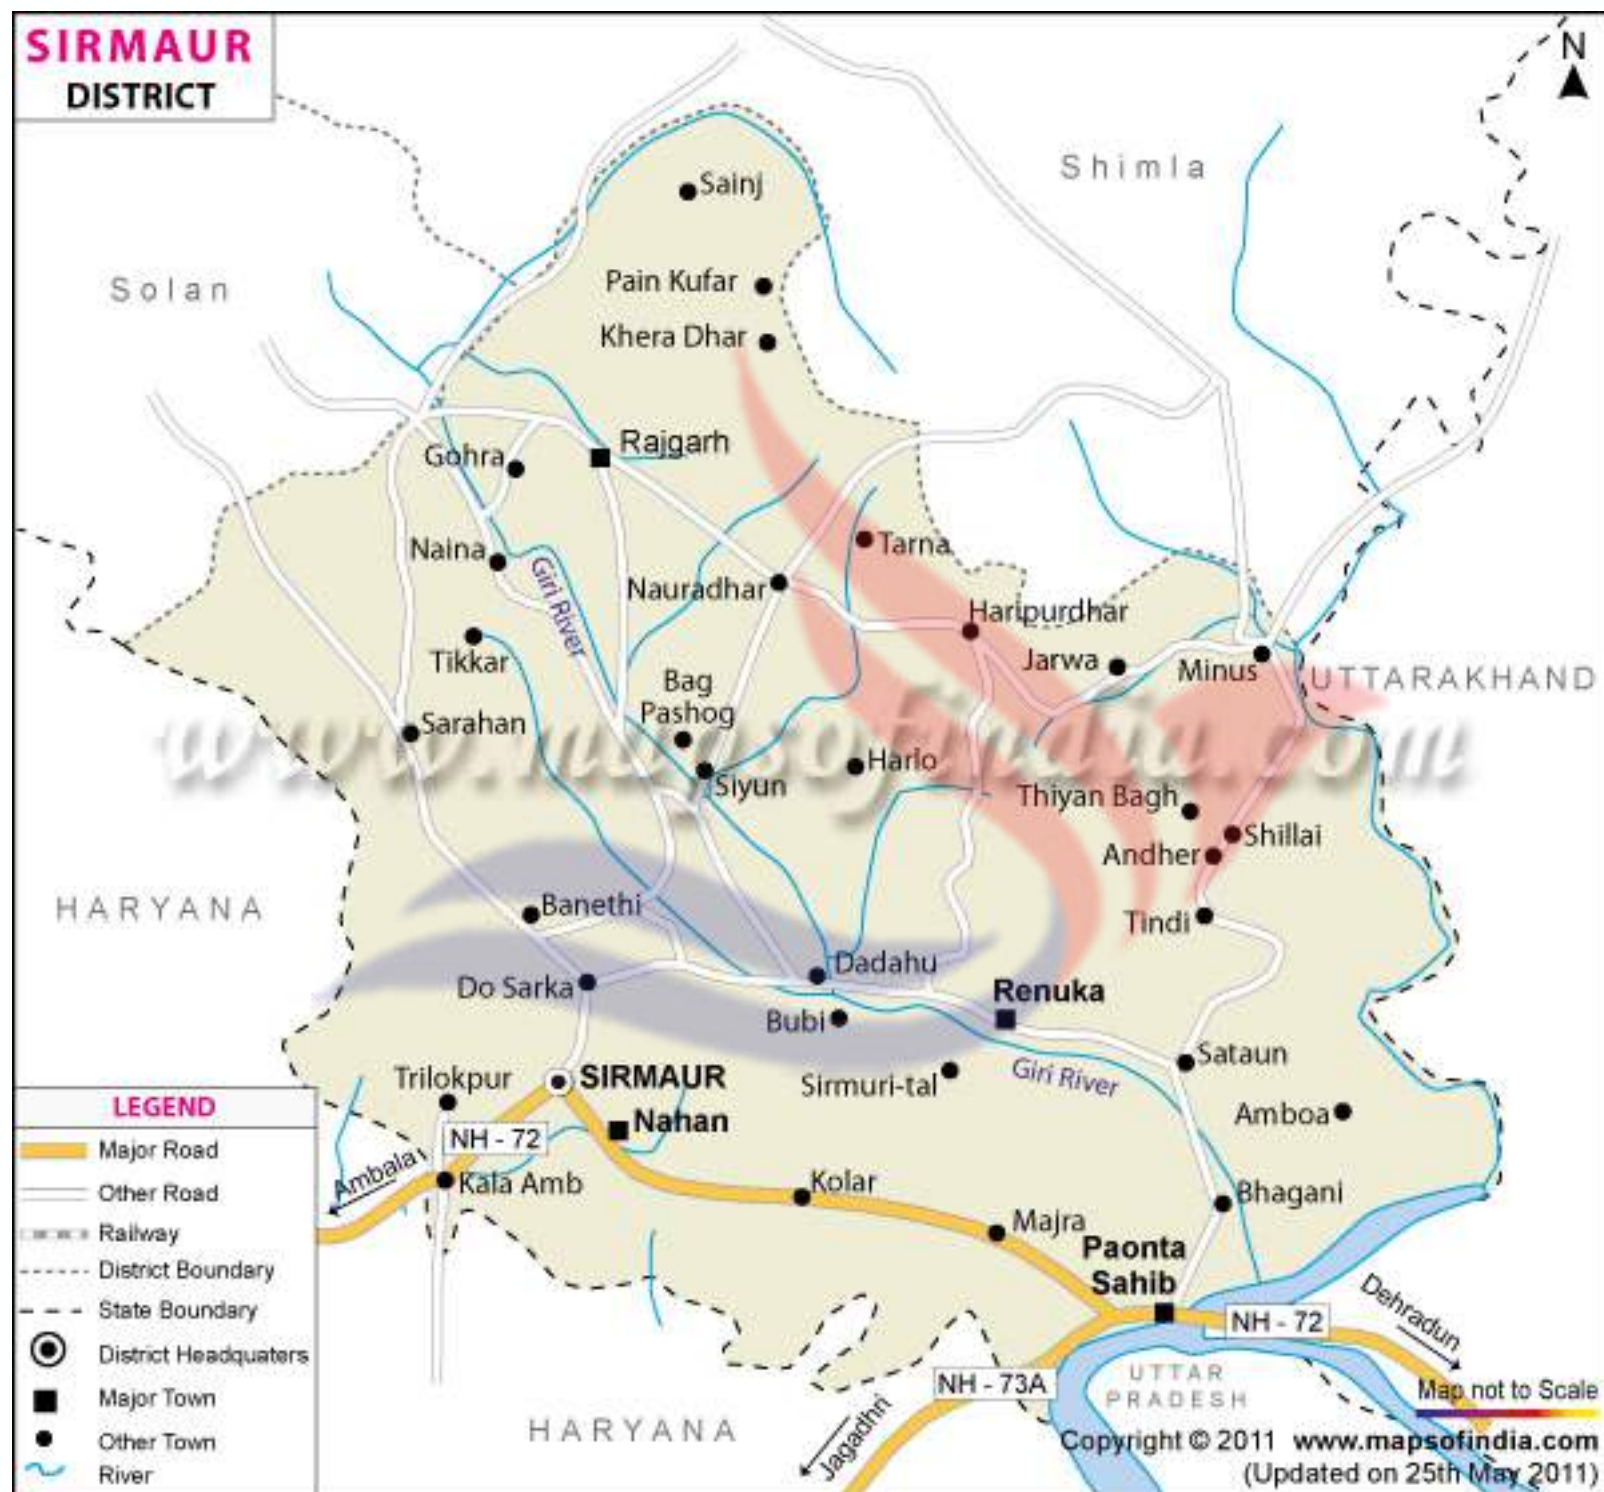 SIRMAUR
DISTRICT
N
Shimla
Sainj
Solan
Pain Kufar
Khera Dhar
Rajgarh
Gohra
Tarna
Naina
Giri River
Nauradhar
Haripurdhar
Tikkar
Jarwa
Minus
UTTARAKHAND
Bag
Pashog
Sarahan
www.mapsofindia.com
Harlo
Siyun
Thiyan Bagh
Shillai
Andher
HARYANA
Banethi
Tindi
Dadahu
Do Sarka
Renuka
Bubi
Sataun
Trilokpur
SIRMAUR
Sirmuri-tal
Giri River
Nahan
Amboa
NH - 72
Ambala
Kala Amb
Kolar
Bhagani
Majra
Paonta
Sahib
NH - 72
Dehradun
NH - 73A
UTTAR
PRADESH
HARYANA
Jagadhri
LEGEND
Major Road
Other Road
Railway
District Boundary
State Boundary
District Headquaters
Major Town
Other Town
River
Map not to Scale
Copyright © 2011 www.mapsofindia.com
(Updated on 25th May 2011)